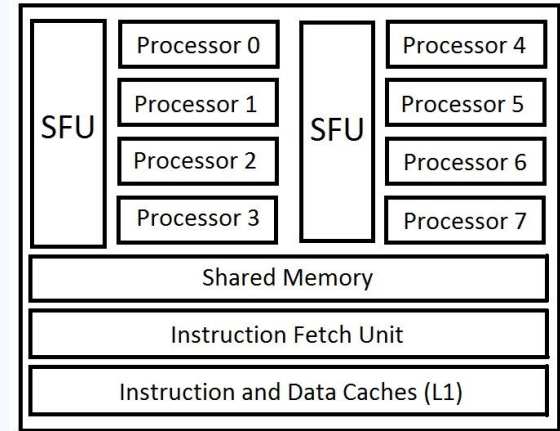 SFU
Processor 0
Processor 1
Processor 2
Processor 3
SFU
Processor 4
Processor 5
Processor 6
Processor 7
Shared Memory
Instruction Fetch Unit
Instruction and Data Caches (L1)